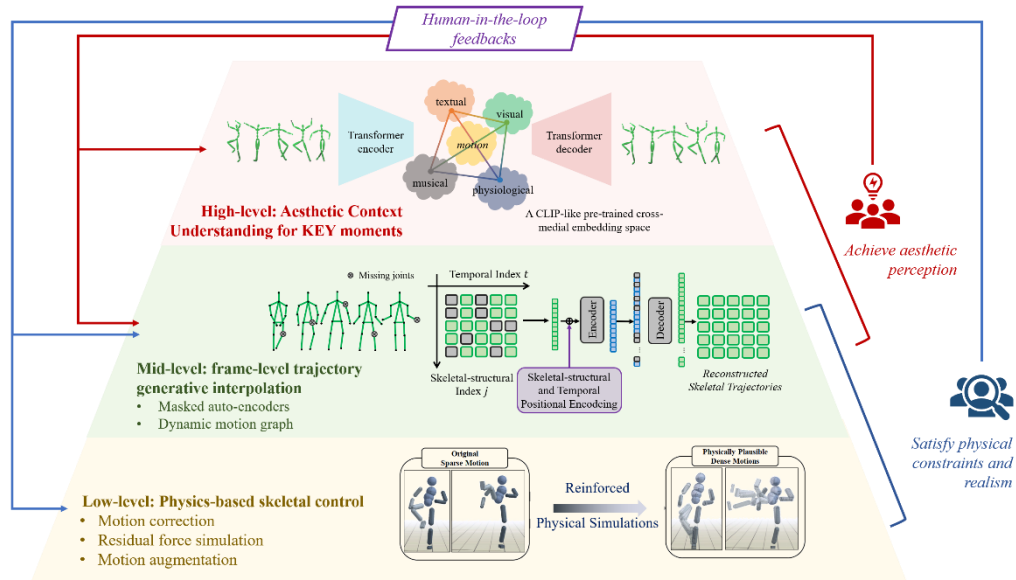 Human-in-the-loop
feedbacks
textual
visual
Transformer
encoder
motion
Transformer
decoder
musical
physiological
High-level: Aesthetic Context
Understanding for KEY moments
A CLIP-like pre-trained cross-
medial embedding space
Achieve aesthetic
perception
Missing joints
Temporal Index t
Encoder
Decoder
Skeletal-structural
Index j
Skeletal-structural
and Temporal
Positional Encodcing
Reconstructed
Skeletal Trajectories
Mid-level: frame-level trajectory
generative interpolation
• Masked auto-encoders
• Dynamic motion graph
Satisfy physical
constraints and
realism
Low-level: Physics-based skeletal control
• Motion correction
• Residual force simulation
• Motion augmentation
Original
Sparse Motion
Reinforced
Physical Simulations
Physically Plausible
Dense Motions